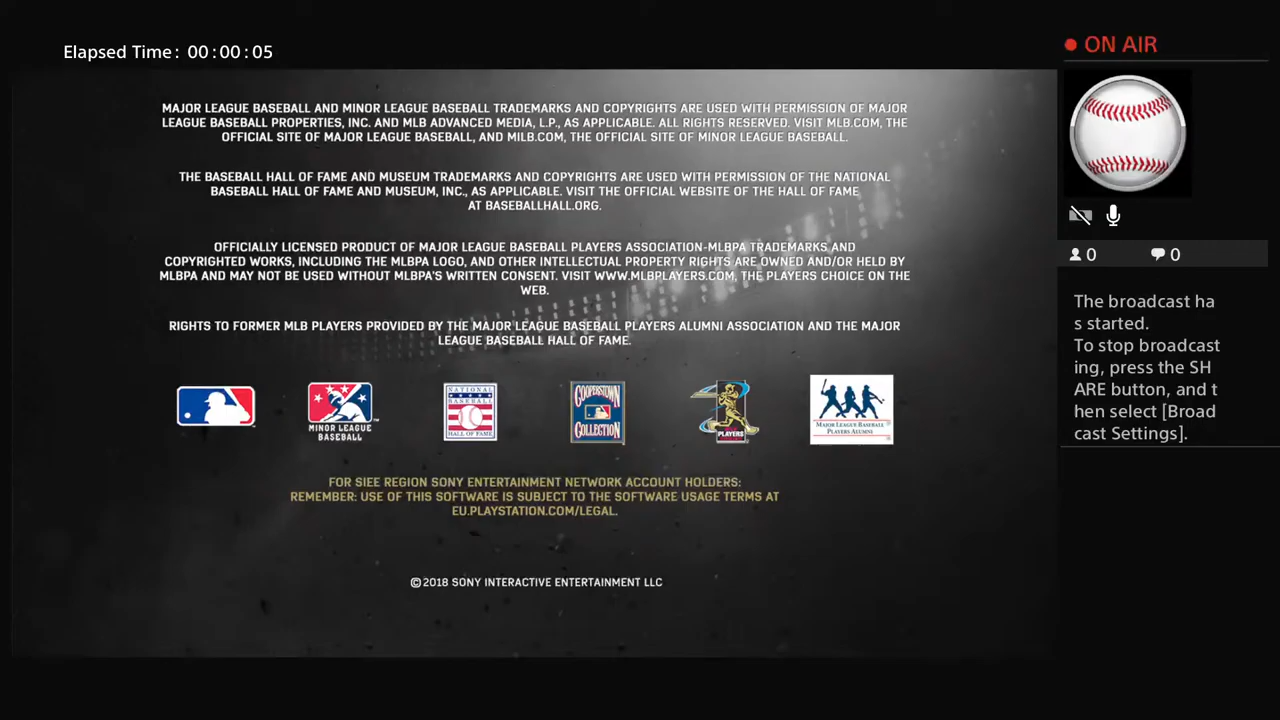 Elapsed Time: 00:00:05
ON AIR
MAJOR LEAGUE BASEBALL AND MINOR LEAGUE BASEBALL TRADEMARKS AND COPYRIGHTS ARE USED WITH PERMISSION OF MAJOR
LEAGUE BASEBALL PROPERTIES, INC. AND MLB ADVANCED MEDIA, L.P., AS APPLICABLE. ALL RIGHTS RESERVED. VISIT MLB.COM, THE
OFFICIAL SITE OF MAJOR LEAGUE BASEBALL, AND MILB.COM, THE OFFICIAL SITE OF MINOR LEAGUE BASEBALL.
THE BASEBALL HALL OF FAME AND MUSEUM TRADEMARKS AND COPYRIGHTS ARE USED WITH PERMISSION OF THE NATIONAL
BASEBALL HALL OF FAME AND MUSEUM, INC., AS APPLICABLE. VISIT THE OFFICIAL WEBSITE OF THE HALL OF FAME
AT BASEBALLHALL.ORG.
OFFICIALLY LICENSED PRODUCT OF MAJOR LEAGUE BASEBALL PLAYERS ASSOCIATION-MLBPA TRADEMARKS AND
COPYRIGHTED WORKS, INCLUDING THE MLBPA LOGO, AND OTHER INTELLECTUAL PROPERTY RIGHTS ARE OWNED AND/OR HELD BY
MLBPA AND MAY NOT BE USED WITHOUT MLBPA'S WRITTEN CONSENT. VISIT WWW.MLBPLAYERS.COM, THE PLAYERS CHOICE ON THE
WEB.
RIGHTS TO FORMER MLB PLAYERS PROVIDED BY THE MAJOR LEAGUE BASEBALL PLAYERS ALUMNI ASSOCIATION AND THE MAJOR
LEAGUE BASEBALL HALL OF FAME.
MINOR LEAGUE
BASEBALL
NATIONAL
BASEBALL
HALL OF FAME
COOPERSTOWN
COLLECTION
PLAYERS
MAJOR LEAGUE BASEBALL
PLAYERS ALUMNI
FOR SIEE REGION SONY ENTERTAINMENT NETWORK ACCOUNT HOLDERS:
REMEMBER: USE OF THIS SOFTWARE IS SUBJECT TO THE SOFTWARE USAGE TERMS AT
EU.PLAYSTATION.COM/LEGAL.
©2018 SONY INTERACTIVE ENTERTAINMENT LLC
0 0
The broadcast ha
s started.
To stop broadcast
ing, press the SH
ARE button, and t
hen select [Broad
cast Settings].